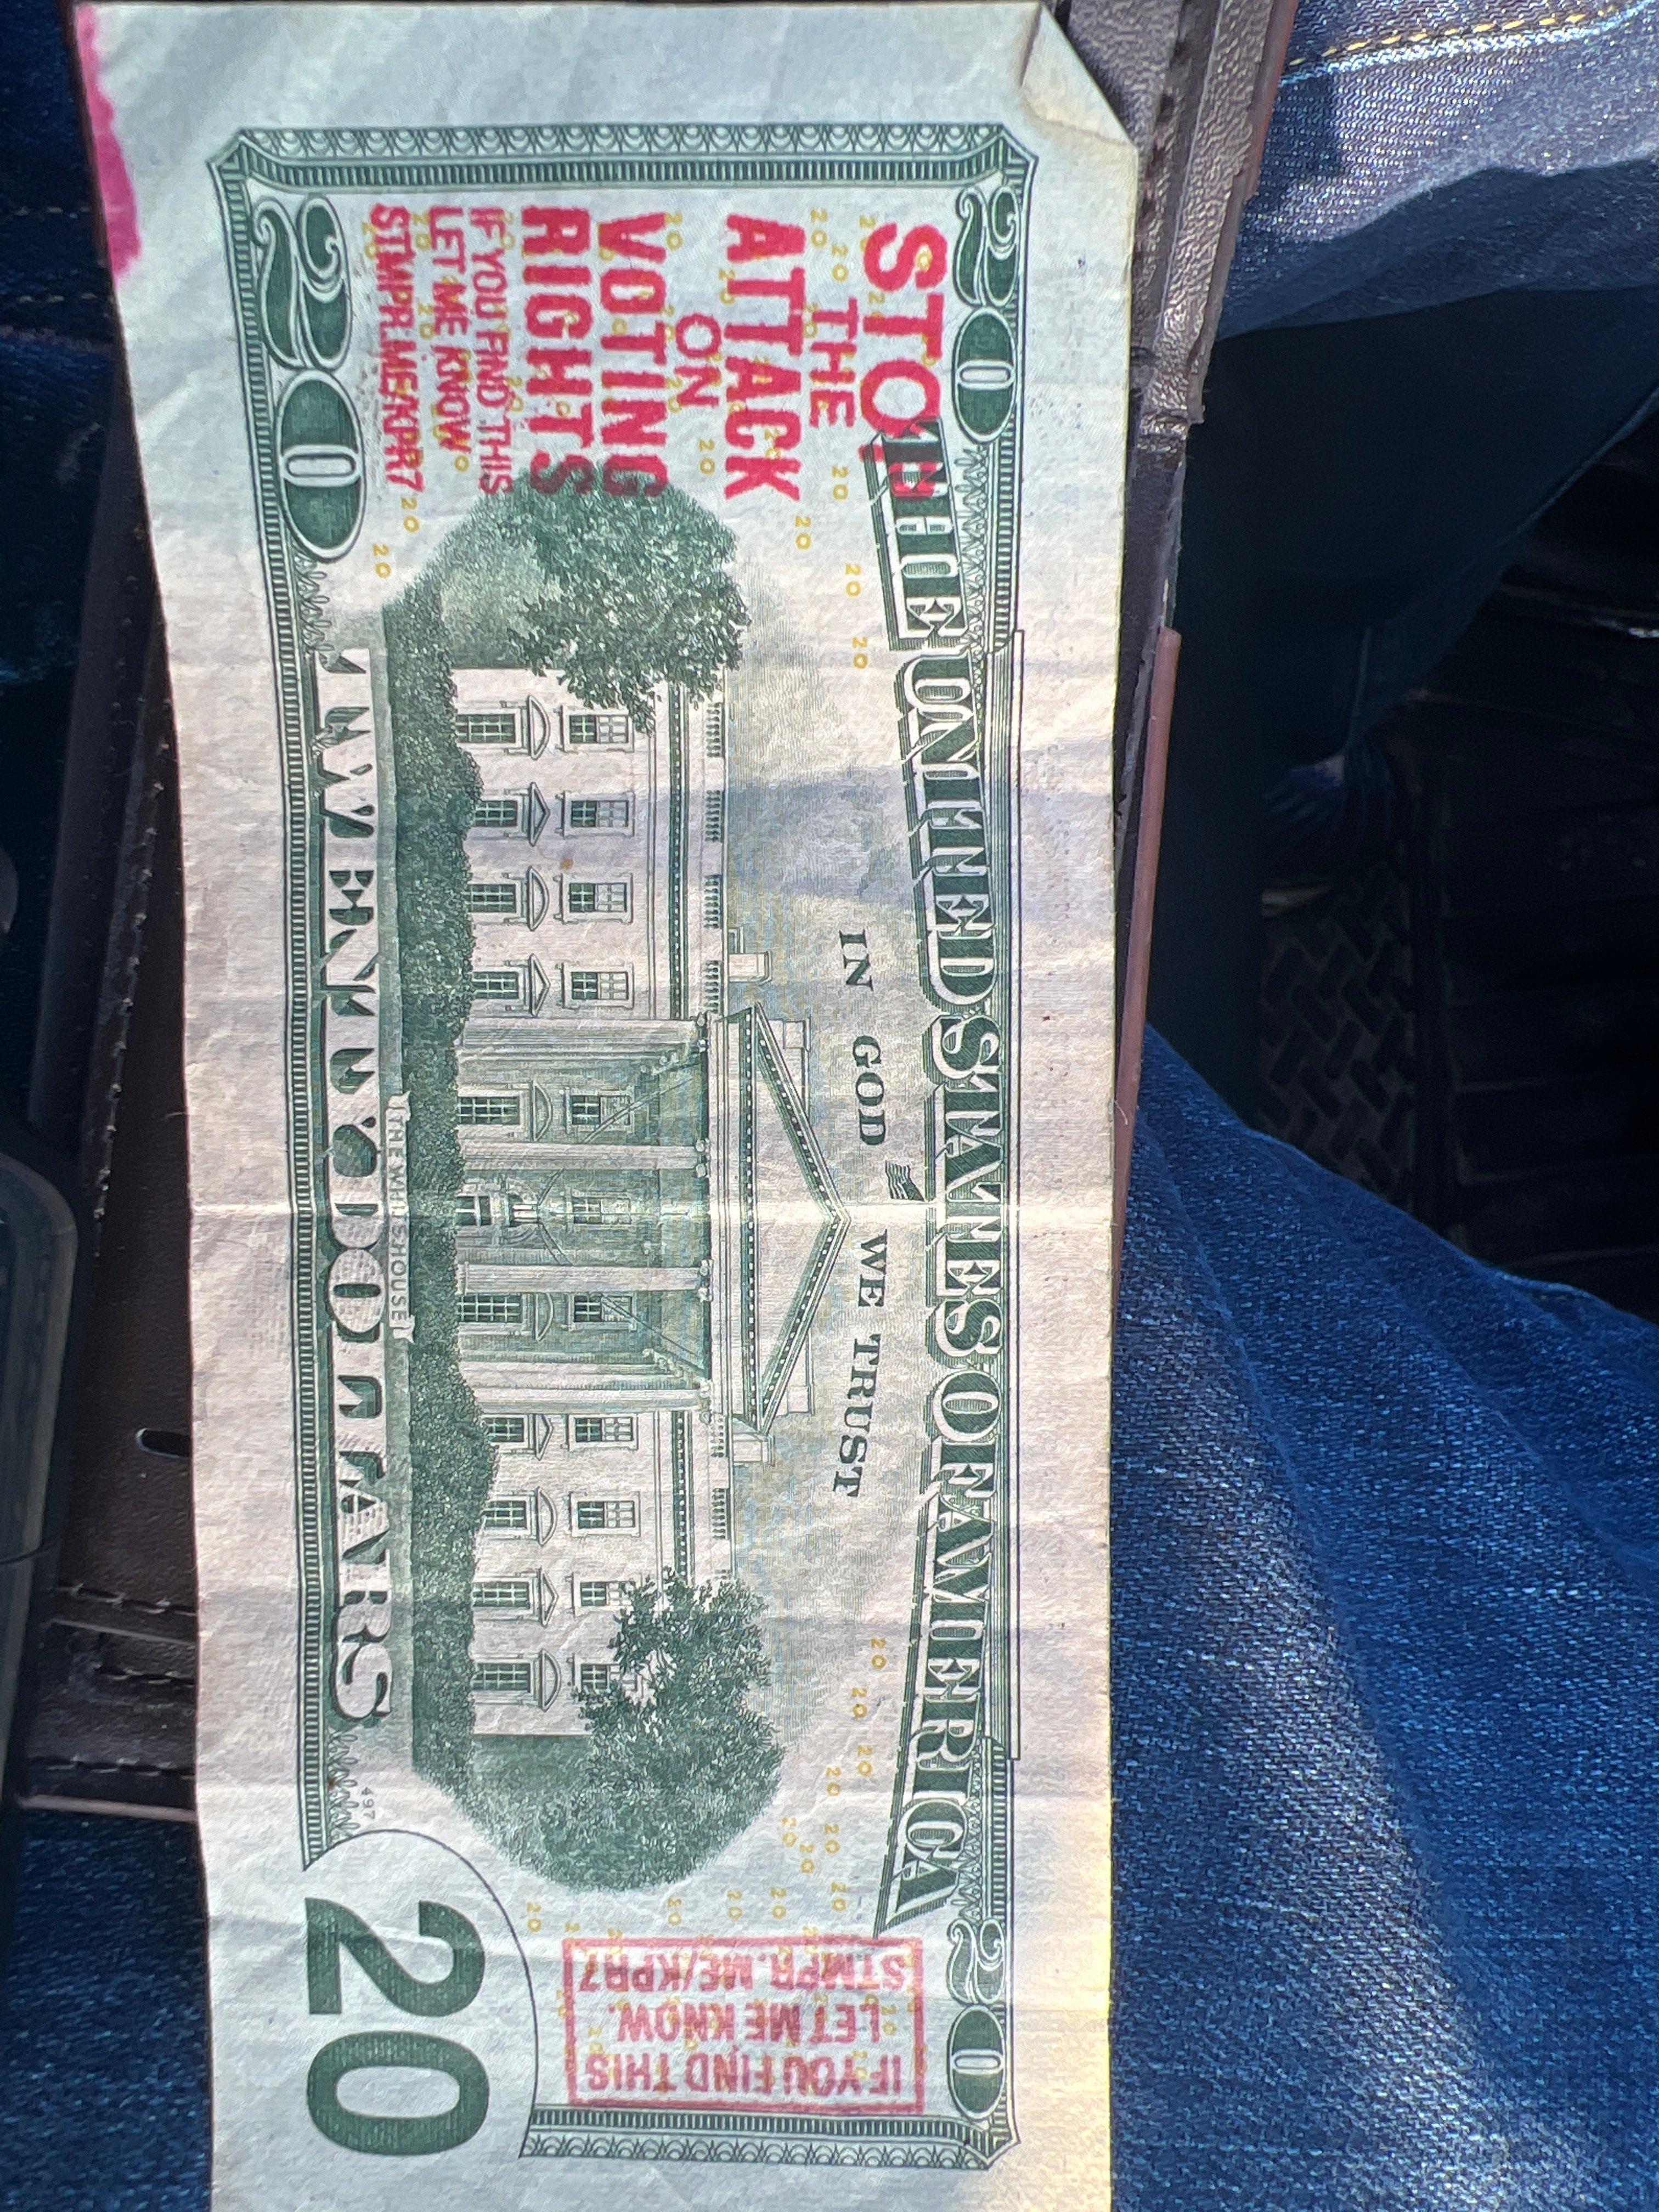 20
THE UNITED STATES OF AMERICA
20
STOP
THE
ATTACK
ON
VOTING
RIGHTS
IF YOU FIND THIS
LET ME KNOW
STMPR.ME/KPR7
IN GOD WE TRUST
IF YOU FIND THIS
LET ME KNOW.
STMPR.ME/KPR7
THE WHITE HOUSE
20
TWENTY DOLLARS
497
20